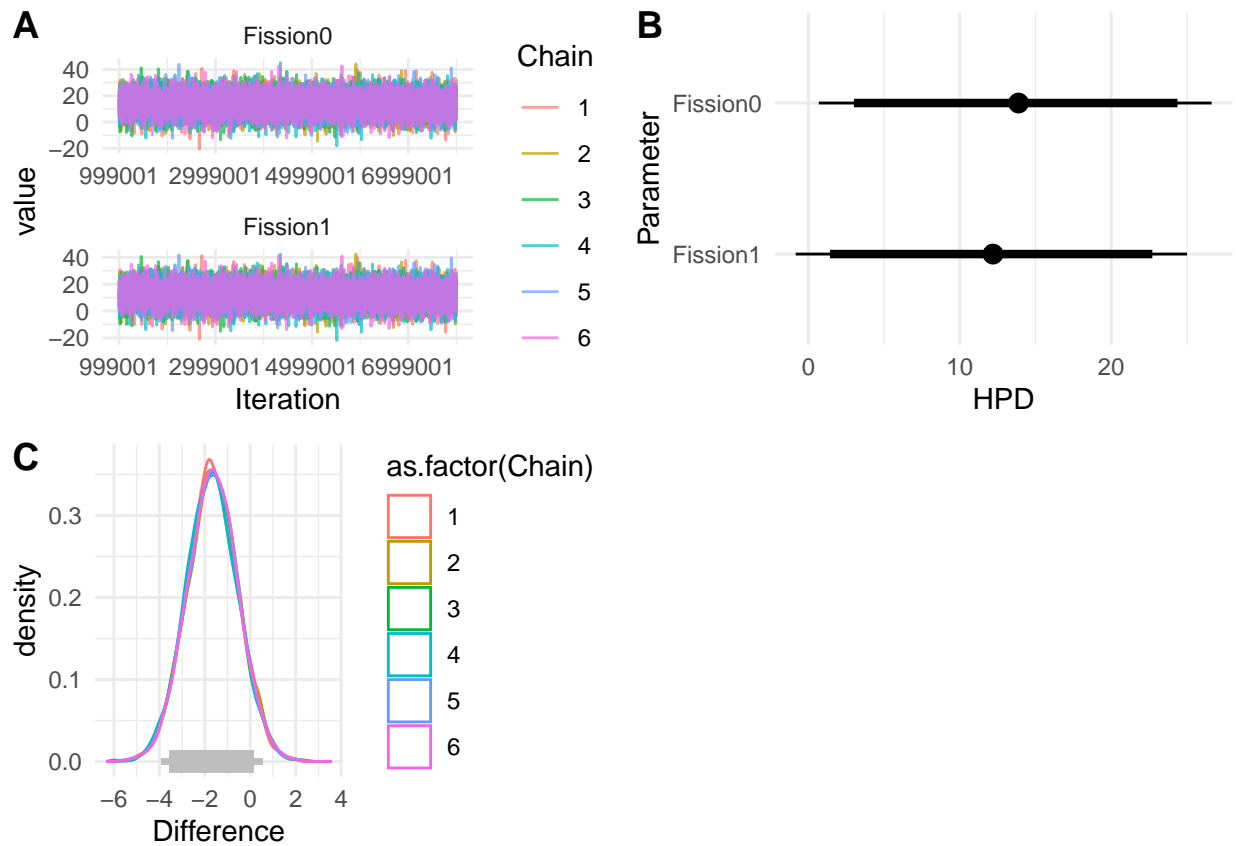 A
Fission0
value
40
20
0
−20
999001 2999001 4999001 6999001
Fission1
40
20
0
−20
999001 2999001 4999001 6999001
Iteration
Chain
1
2
3
4
5
6
B
Parameter
Fission0
Fission1
0 10 20
HPD
C
density
0.3
0.2
0.1
0.0
−6 −4 −2 0 2 4
Difference
as.factor(Chain)
1
2
3
4
5
6